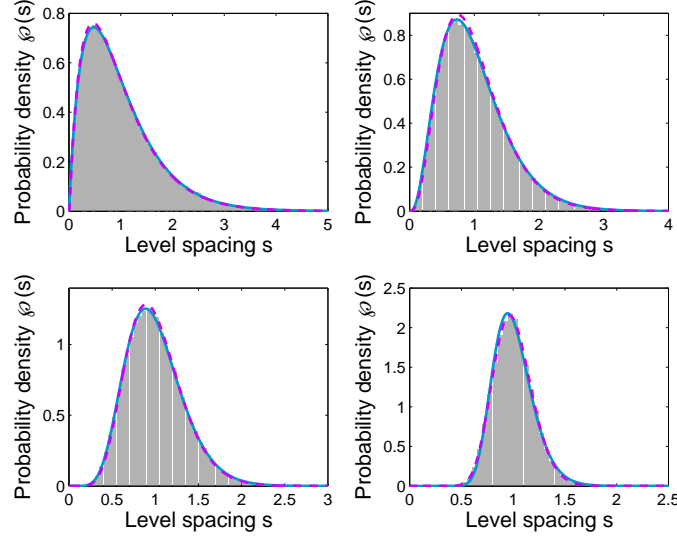 Probability density ℘(s)
0.8
0.6
0.4
0.2
0
0 1 2 3 4 5
Level spacing s
Probability density ℘(s)
0.8
0.6
0.4
0.2
0
0 1 2 3 4
Level spacing s
Probability density ℘(s)
1
0.5
0
0 0.5 1 1.5 2 2.5 3
Level spacing s
Probability density ℘(s)
2.5
2
1.5
1
0.5
0
0 0.5 1 1.5 2 2.5
Level spacing s